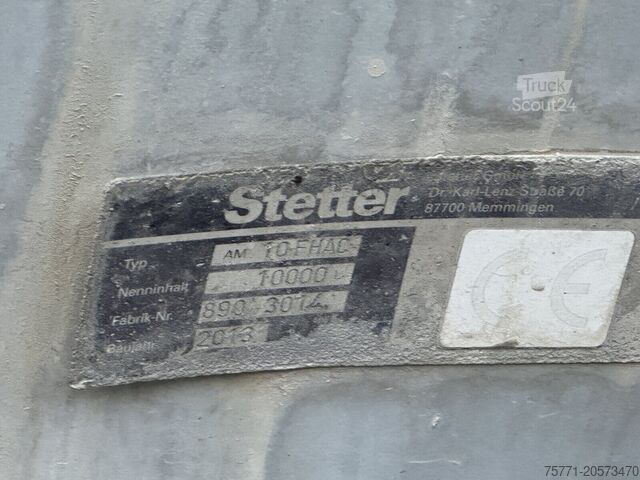 Truck
Scout24
Stetter
Dr.-Karl-Lenz-Straße 70
87700 Memmingen
Typ AM 10 FHAC
Nenninhalt 10000
Fabrik-Nr. 890 3014
Baujahr 2013
CE
75771-20573470